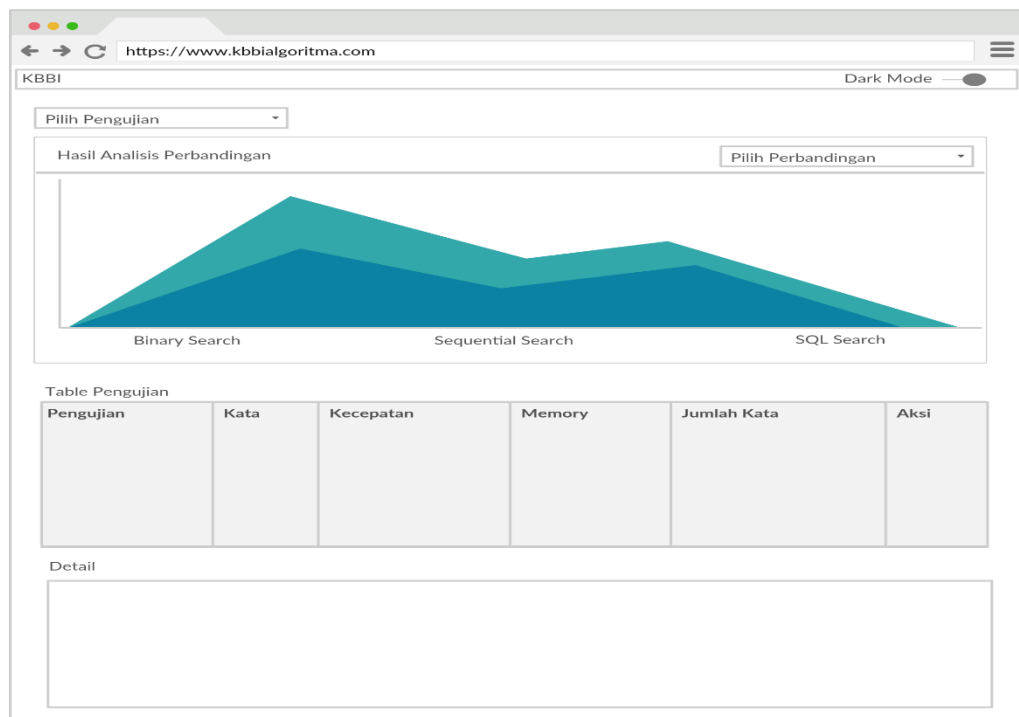 https://www.kbbialgoritma.com
KBBI Dark Mode
Pilih Pengujian
Hasil Analisis Perbandingan Pilih Perbandingan
Binary Search Sequential Search SQL Search
Table Pengujian
Pengujian Kata Kecepatan Memory Jumlah Kata Aksi
Detail